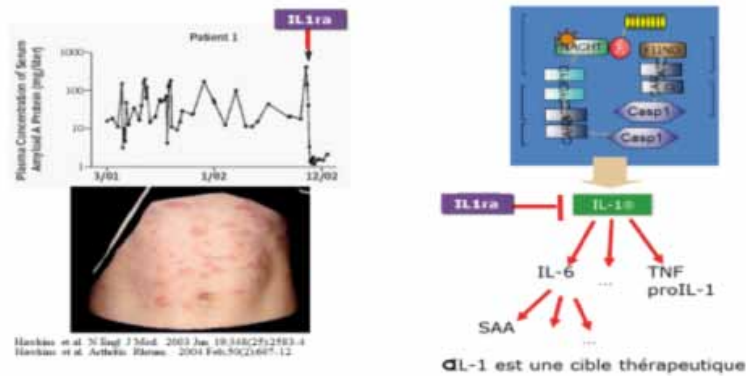 IL1ra
Patient 1
Plasma Concentration of Serum
Amyloid A Protein (mg/liter)
1000
100
10
1
3/01
1/02
12/02
Hawkins et al. N Engl J Med. 2003 Jun 19;348(25):2583-4
Hawkins et al. Arthritis Rheum. 2004 Feb;50(2):607-12.
NACHT
Casp1
Casp1
IL1ra
IL-1
IL-6
...
TNF
proIL-1
SAA
...
IL-1 est une cible thérapeutique